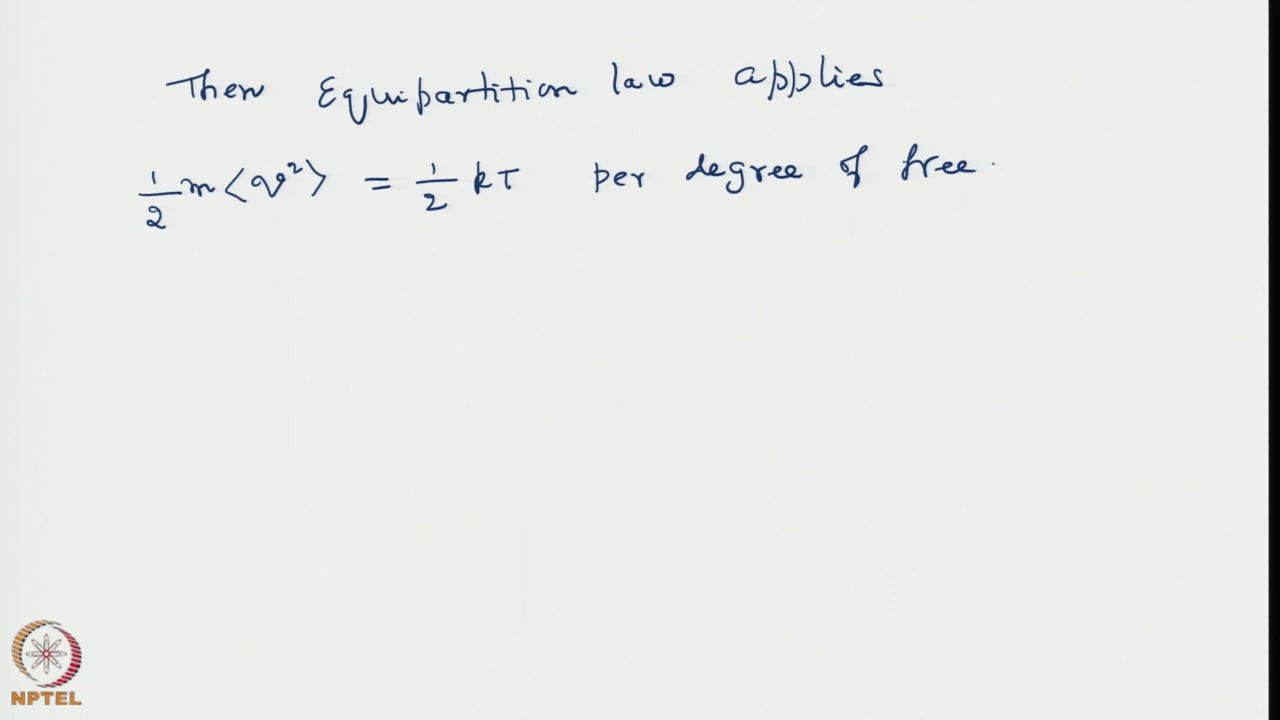 Then Equipartition law applies
1/2 m⟨v²⟩ = 1/2 kT per degree of free.
NPTEL